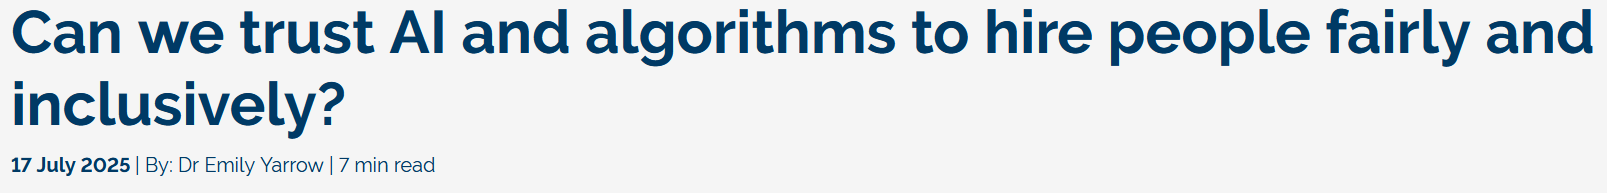 Can we trust AI and algorithms to hire people fairly and
inclusively?
17 July 2025 | By: Dr Emily Yarrow | 7 min read